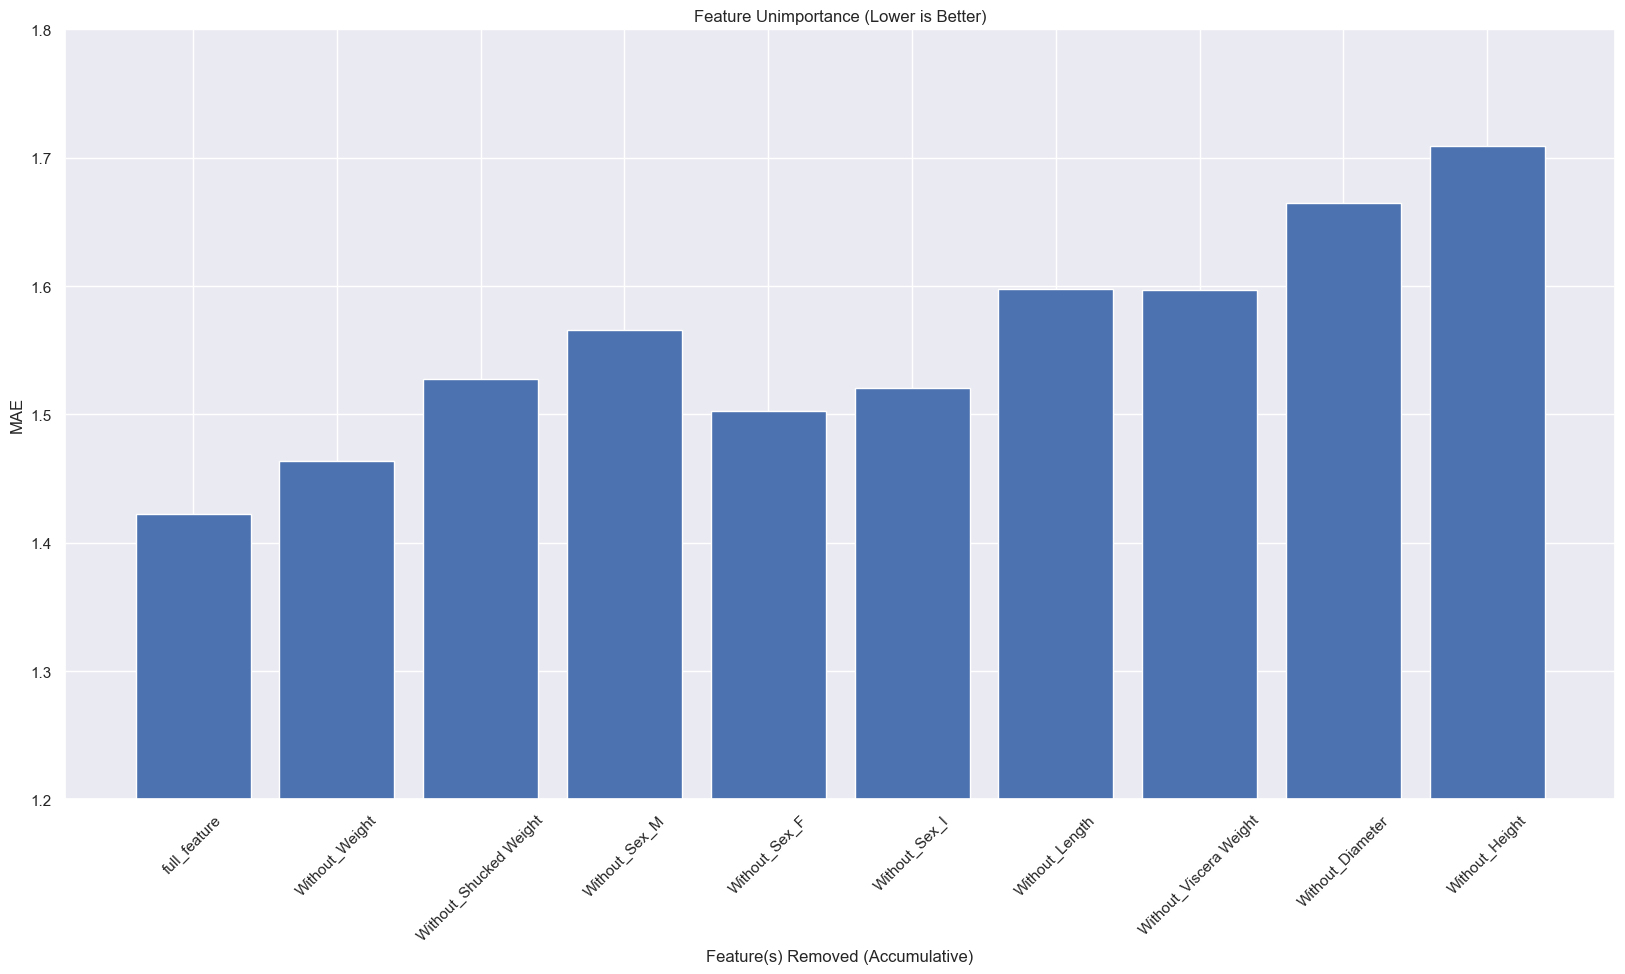 Feature Unimportance (Lower is Better)
1.8
1.7
1.6
1.5
1.4
1.3
1.2
MAE
full_feature
Without_Weight
Without_Shucked Weight
Without_Sex_M
Without_Sex_F
Without_Sex_I
Without_Length
Without_Viscera Weight
Without_Diameter
Without_Height
Feature(s) Removed (Accumulative)